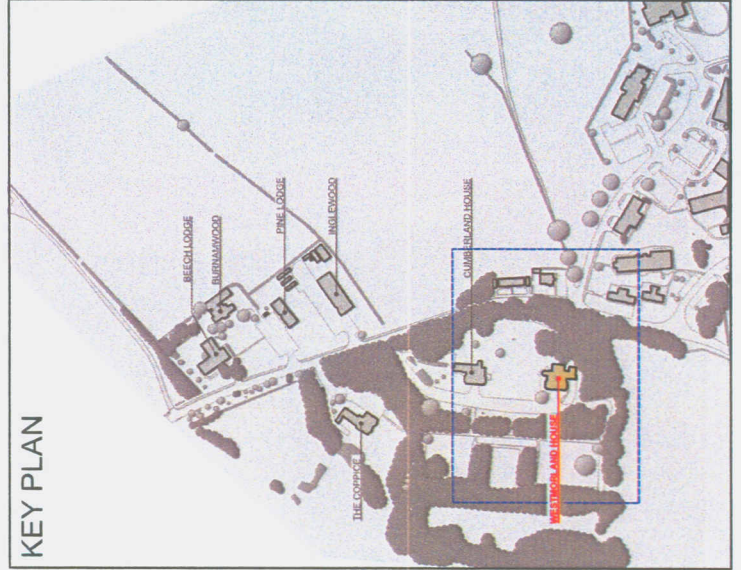 KEY PLAN
BEECH LODGE
BURNAMWOOD
PINE LODGE
INGLEWOOD
CUMBERLAND HOUSE
THE COPPICE
WESTMORLAND HOUSE